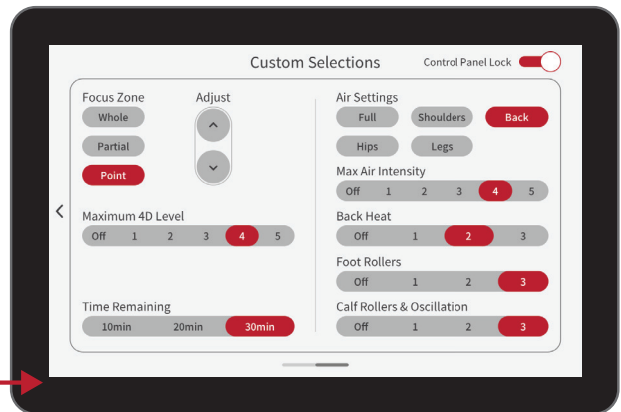 Custom Selections
Control Panel Lock
Focus Zone
Adjust
Whole
Partial
Point
Maximum 4D Level
Off 1 2 3 4 5
Time Remaining
10min 20min 30min
Air Settings
Full Shoulders Back
Hips Legs
Max Air Intensity
Off 1 2 3 4 5
Back Heat
Off 1 2 3
Foot Rollers
Off 1 2 3
Calf Rollers & Oscillation
Off 1 2 3